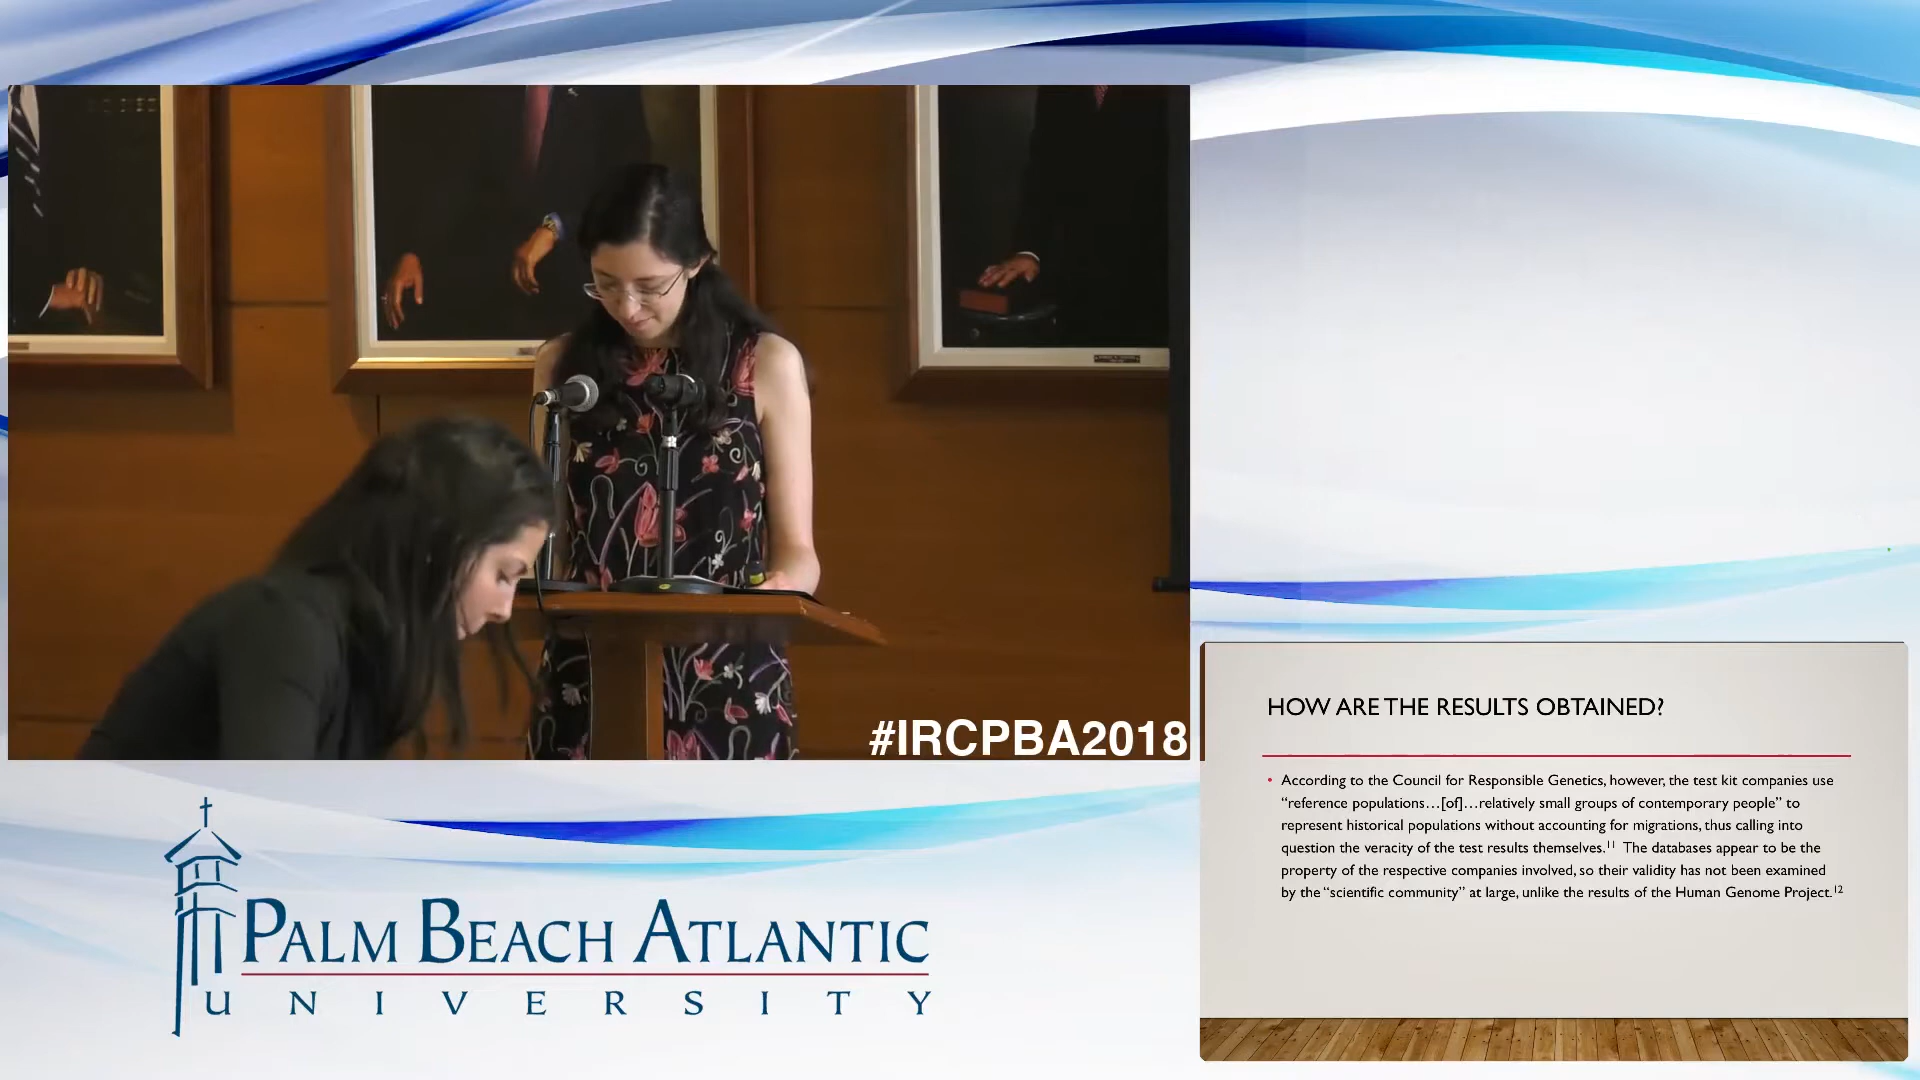 #IRCPBA2018
PALM BEACH ATLANTIC
UNIVERSITY
HOW ARE THE RESULTS OBTAINED?
• According to the Council for Responsible Genetics, however, the test kit companies use
“reference populations…[of]…relatively small groups of contemporary people” to
represent historical populations without accounting for migrations, thus calling into
question the veracity of the test results themselves.¹¹ The databases appear to be the
property of the respective companies involved, so their validity has not been examined
by the “scientific community” at large, unlike the results of the Human Genome Project.¹²